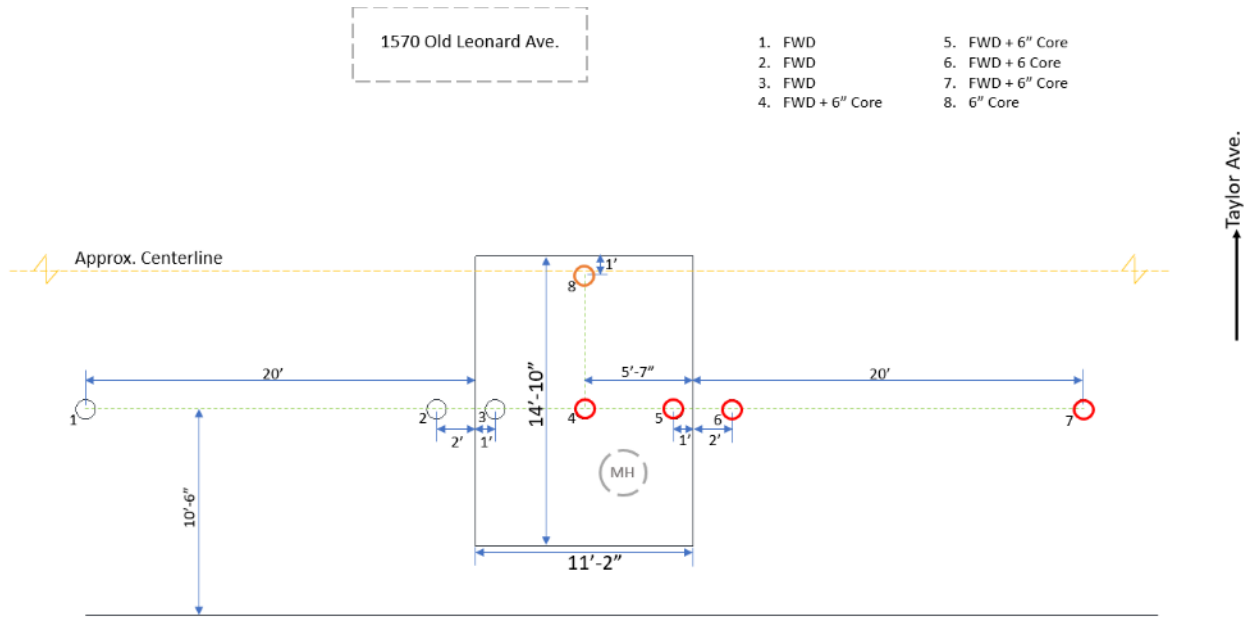 1570 Old Leonard Ave.
1. FWD
2. FWD
3. FWD
4. FWD + 6” Core
5. FWD + 6” Core
6. FWD + 6 Core
7. FWD + 6” Core
8. 6” Core
Taylor Ave.
Approx. Centerline
1’
8
20’
14’-10”
5’-7”
20’
1
2
3
4
5
6
7
2’
1’
1’
2’
MH
10’-6”
11’-2”